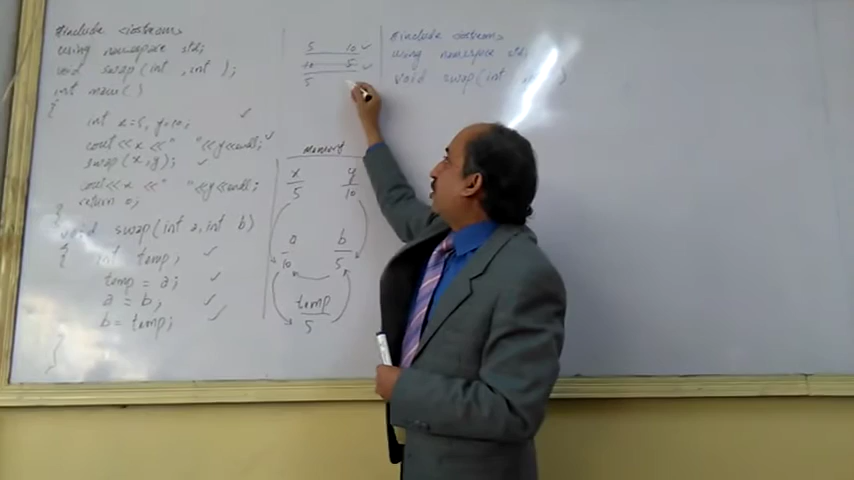 #include <iostream>
using namespace std;
void swap(int ,int );
int main()
{
int x=5, y=10;
cout<<x <<" "<<y<<endl;
swap(x,y);
cout<<x <<" "<<y<<endl;
return 0;
}
void swap(int a,int b)
{ int temp;
temp = a;
a = b;
b = temp;
}
5 10
10 5
5
memory
x y
5 10
a b
10 5
temp
5
#include <iostream>
using namespace std;
void swap(int